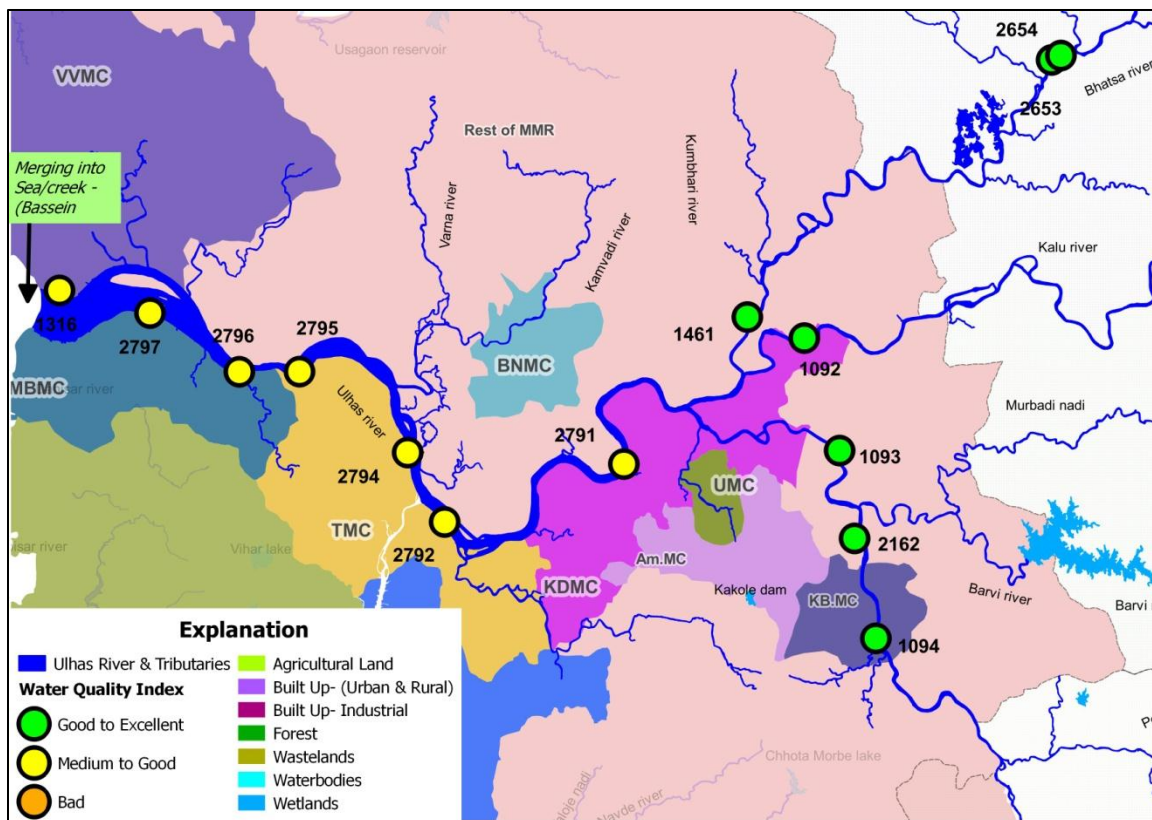 Usagaon reservoir
VVMC
2654
Bhatsa river
2653
Rest of MMR
Merging into
Sea/creek -
(Bassein
Varna river
Kamvadi river
Kumbhari river
Kalu river
1316
2797
2796
2795
BNMC
1461
1092
MBMC
Ulhas river
Murbadi nadi
2791
1093
2794
UMC
TMC
2162
Vihar lake
2792
Am.MC
KDMC
Kakole dam
KB.MC
Barvi river
Barvi
1094
Chhota Morbe lake
Navde river
Explanation
Ulhas River & Tributaries
Water Quality Index
Good to Excellent
Medium to Good
Bad
Agricultural Land
Built Up- (Urban & Rural)
Built Up- Industrial
Forest
Wastelands
Waterbodies
Wetlands